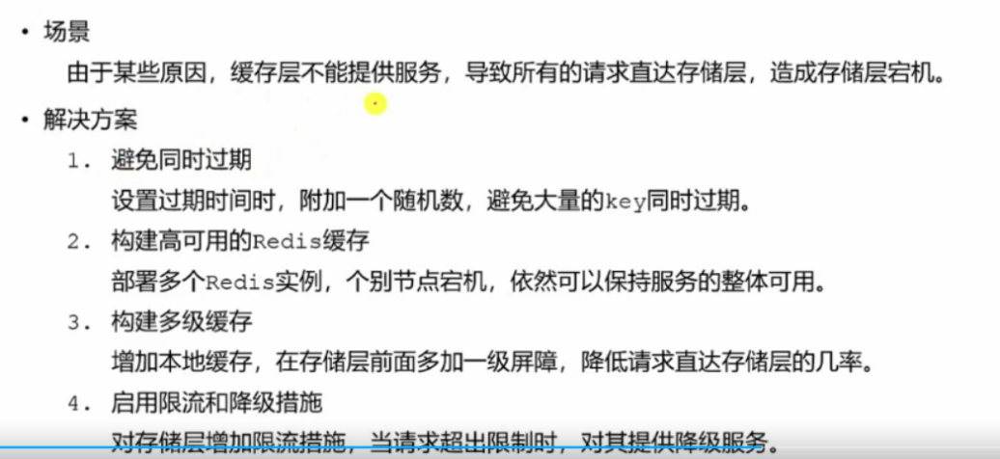 • 场景
由于某些原因，缓存层不能提供服务，导致所有的请求直达存储层，造成存储层宕机。
• 解决方案
1. 避免同时过期
设置过期时间时，附加一个随机数，避免大量的key同时过期。
2. 构建高可用的Redis缓存
部署多个Redis实例，个别节点宕机，依然可以保持服务的整体可用。
3. 构建多级缓存
增加本地缓存，在存储层前面多加一级屏障，降低请求直达存储层的几率。
4. 启用限流和降级措施
对存储层增加限流措施，当请求超出限制时，对其提供降级服务。